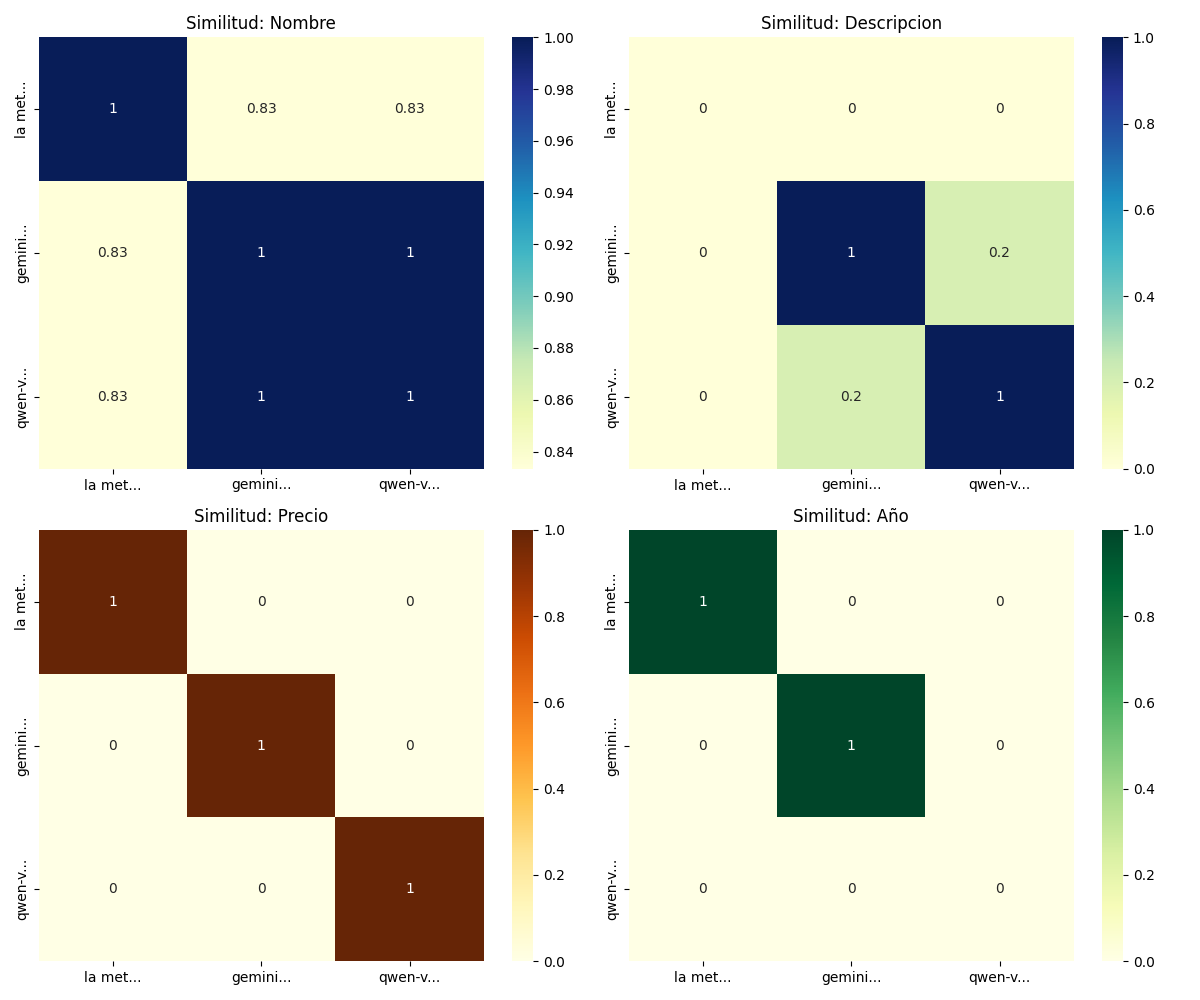 Similitud: Nombre
la met...
gemini...
qwen-v...
1 0.83 0.83
0.83 1 1
0.83 1 1
la met... gemini... qwen-v...
1.00
0.98
0.96
0.94
0.92
0.90
0.88
0.86
0.84
Similitud: Descripcion
la met...
gemini...
qwen-v...
0 0 0
0 1 0.2
0 0.2 1
la met... gemini... qwen-v...
1.0
0.8
0.6
0.4
0.2
0.0
Similitud: Precio
la met...
gemini...
qwen-v...
1 0 0
0 1 0
0 0 1
la met... gemini... qwen-v...
1.0
0.8
0.6
0.4
0.2
0.0
Similitud: Año
la met...
gemini...
qwen-v...
1 0 0
0 1 0
0 0 0
la met... gemini... qwen-v...
1.0
0.8
0.6
0.4
0.2
0.0